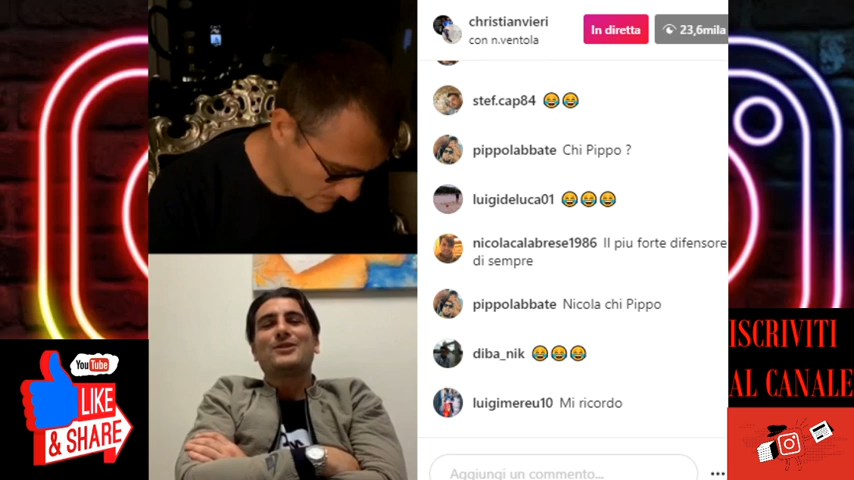 christianvieri
con n.ventola
In diretta
23,6mila
stef.cap84 😂😂
pippolabbate Chi Pippo ?
luigideluca01 😂😂😂
nicolacalabrese1986 Il piu forte difensore
di sempre
pippolabbate Nicola chi Pippo
diba_nik 😂😂😂
luigimereu10 Mi ricordo
Aggiungi un commento...
YouTube
LIKE
& SHARE
ISCRIVITI
AL CANALE